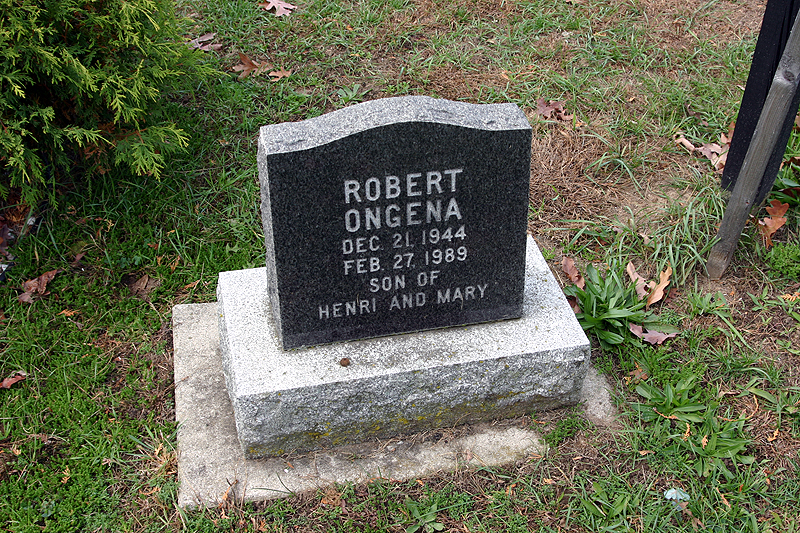 ROBERT
ONGENA
DEC. 21, 1944
FEB. 27, 1989
SON OF
HENRI AND MARY